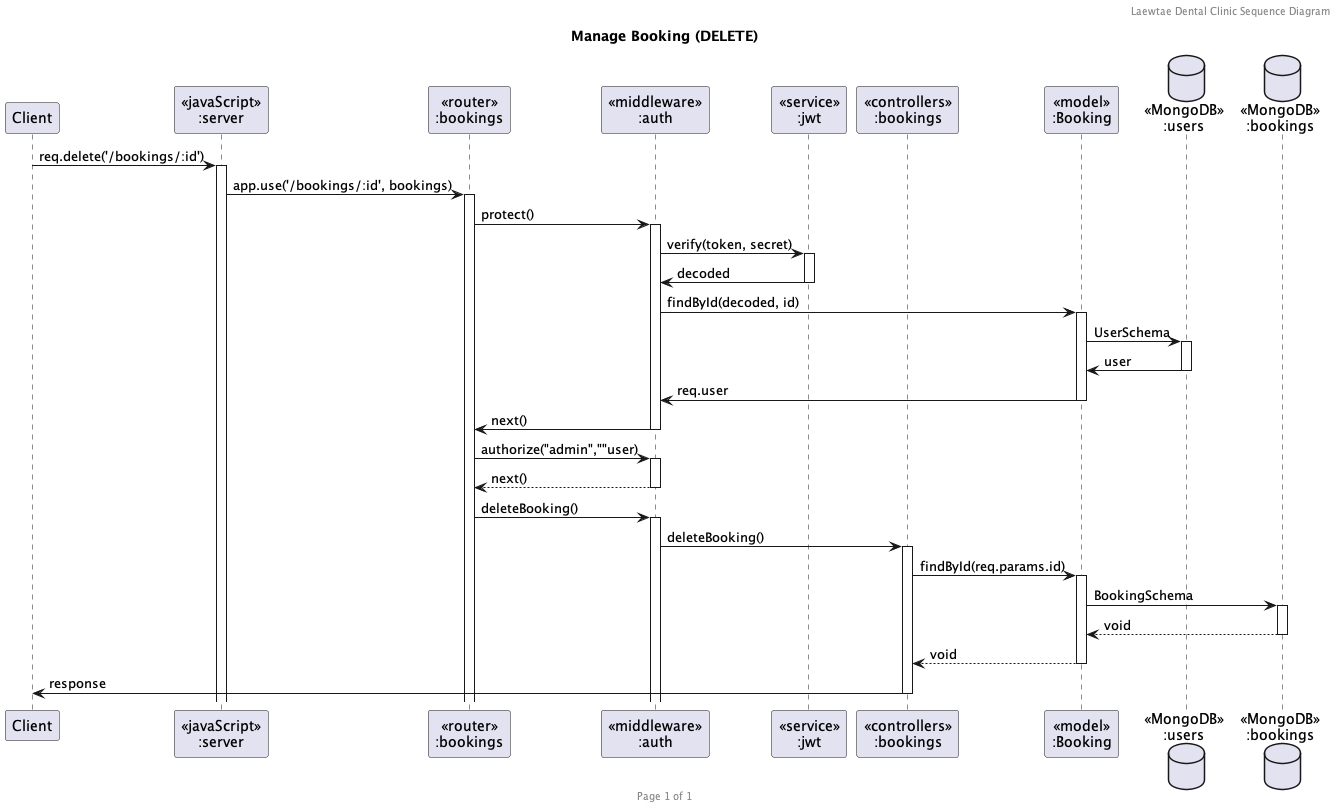 Laewtae Dental Clinic Sequence Diagram
Manage Booking (DELETE)
Client
«javaScript»
:server
«router»
:bookings
«middleware»
:auth
«service»
:jwt
«controllers»
:bookings
«model»
:Booking
«MongoDB»
:users
«MongoDB»
:bookings
req.delete('/bookings/:id')
app.use('/bookings/:id', bookings)
protect()
verify(token, secret)
decoded
findById(decoded, id)
UserSchema
user
req.user
next()
authorize("admin",""user)
next()
deleteBooking()
deleteBooking()
findById(req.params.id)
BookingSchema
void
void
response
Client
«javaScript»
:server
«router»
:bookings
«middleware»
:auth
«service»
:jwt
«controllers»
:bookings
«model»
:Booking
«MongoDB»
:users
«MongoDB»
:bookings
Page 1 of 1